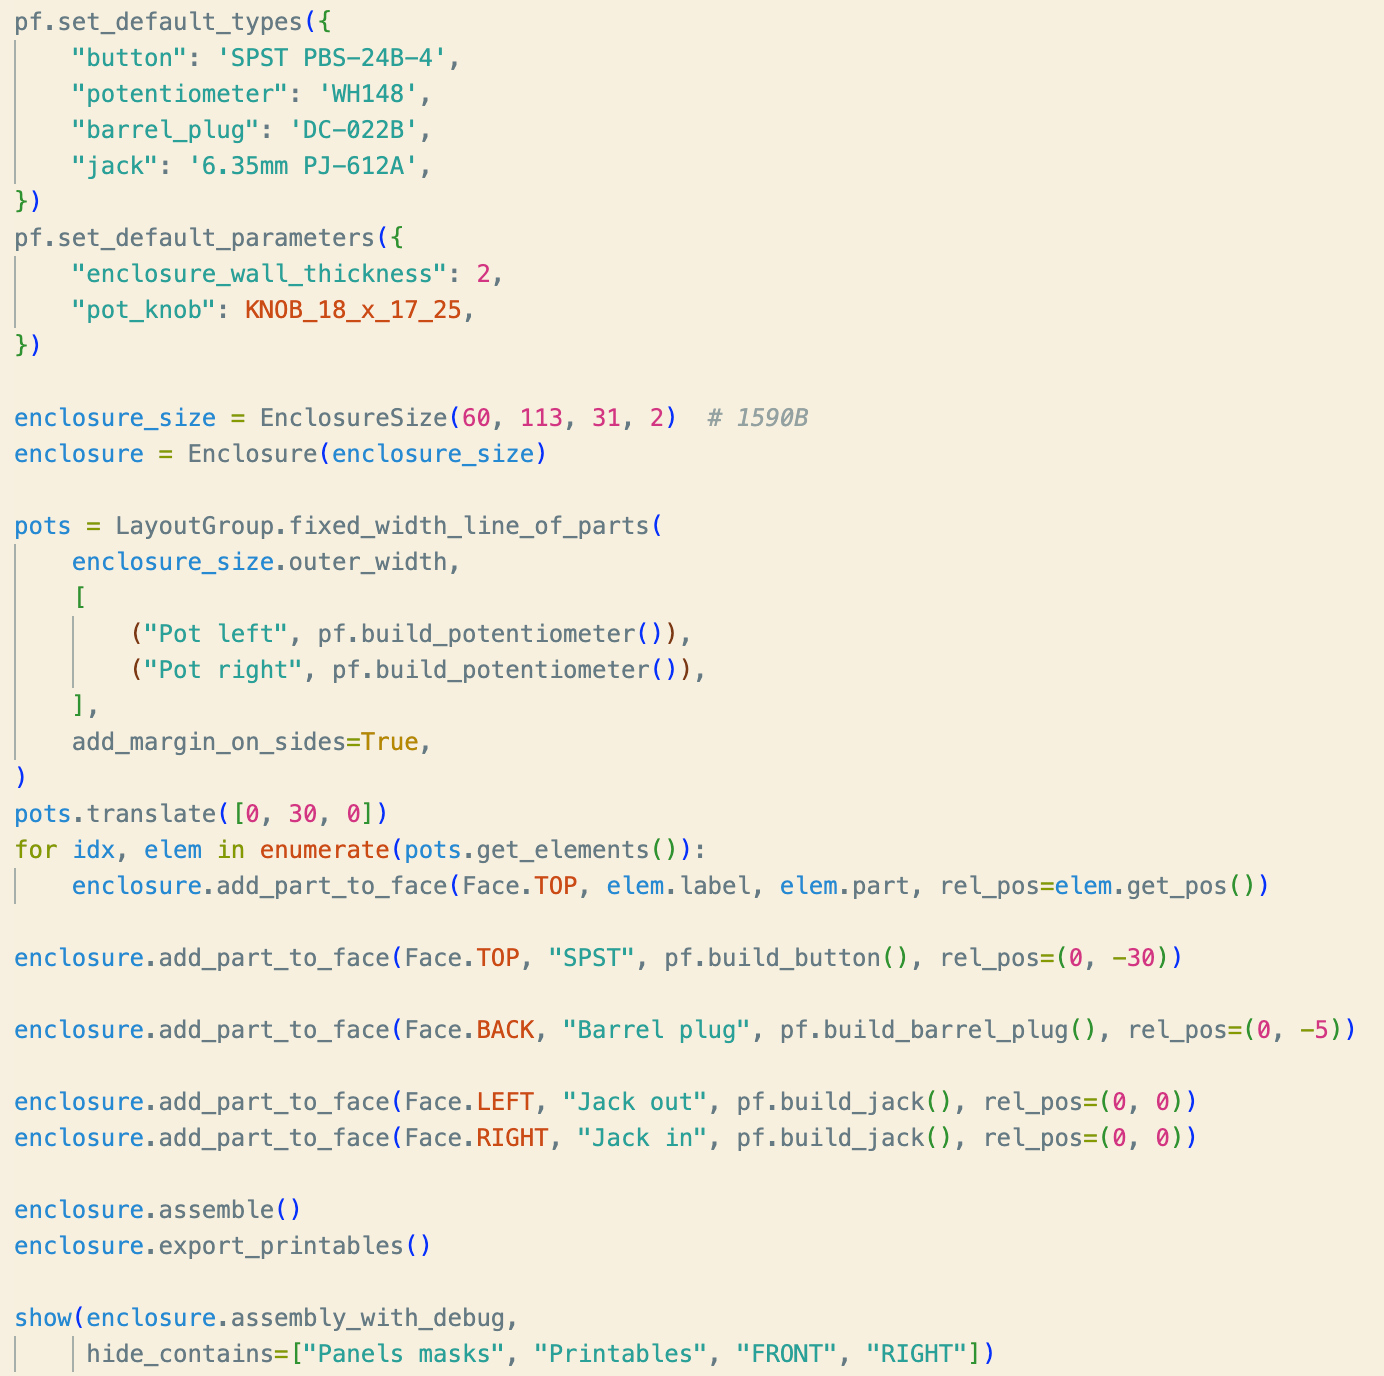 pf.set_default_types({
    "button": 'SPST PBS-24B-4',
    "potentiometer": 'WH148',
    "barrel_plug": 'DC-022B',
    "jack": '6.35mm PJ-612A',
})
pf.set_default_parameters({
    "enclosure_wall_thickness": 2,
    "pot_knob": KNOB_18_x_17_25,
})

enclosure_size = EnclosureSize(60, 113, 31, 2)  # 1590B
enclosure = Enclosure(enclosure_size)

pots = LayoutGroup.fixed_width_line_of_parts(
    enclosure_size.outer_width,
    [
        ("Pot left", pf.build_potentiometer()),
        ("Pot right", pf.build_potentiometer()),
    ],
    add_margin_on_sides=True,
)
pots.translate([0, 30, 0])
for idx, elem in enumerate(pots.get_elements()):
    enclosure.add_part_to_face(Face.TOP, elem.label, elem.part, rel_pos=elem.get_pos())

enclosure.add_part_to_face(Face.TOP, "SPST", pf.build_button(), rel_pos=(0, -30))

enclosure.add_part_to_face(Face.BACK, "Barrel plug", pf.build_barrel_plug(), rel_pos=(0, -5))

enclosure.add_part_to_face(Face.LEFT, "Jack out", pf.build_jack(), rel_pos=(0, 0))
enclosure.add_part_to_face(Face.RIGHT, "Jack in", pf.build_jack(), rel_pos=(0, 0))

enclosure.assemble()
enclosure.export_printables()

show(enclosure.assembly_with_debug,
     hide_contains=["Panels masks", "Printables", "FRONT", "RIGHT"])